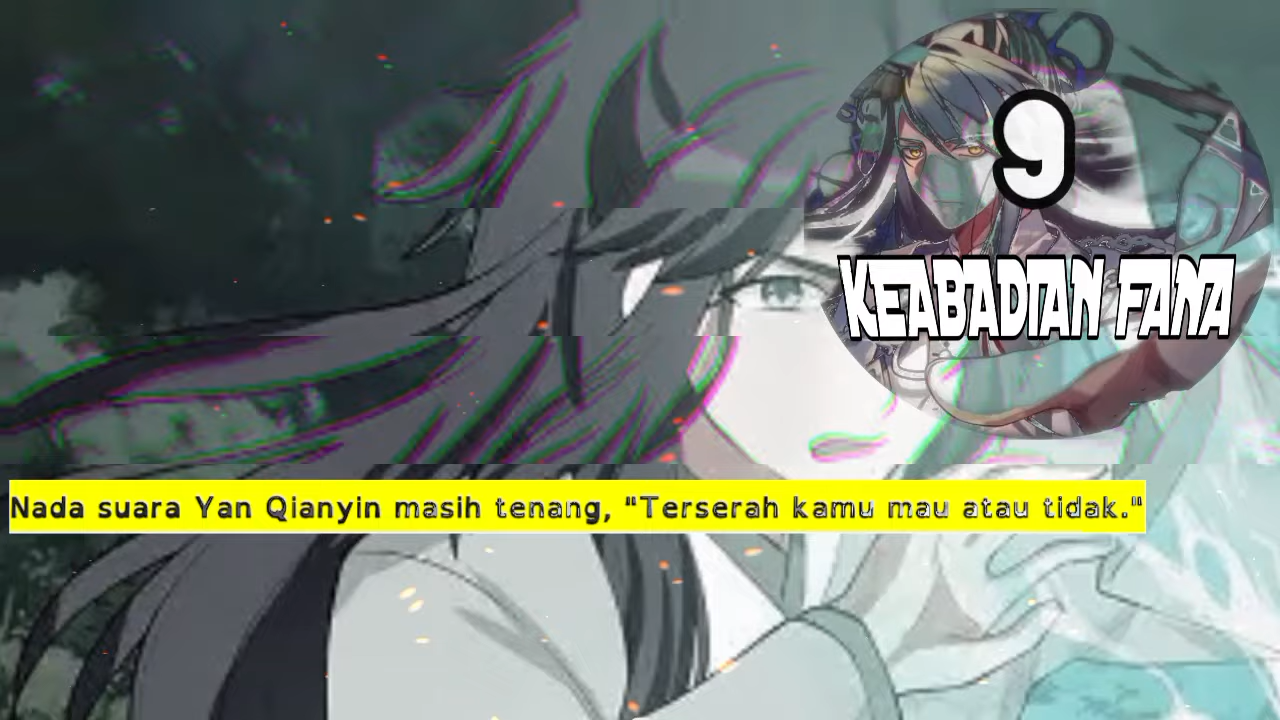 9
KEABADIAN FANA
Nada suara Yan Qianyin masih tenang, "Terserah kamu mau atau tidak."